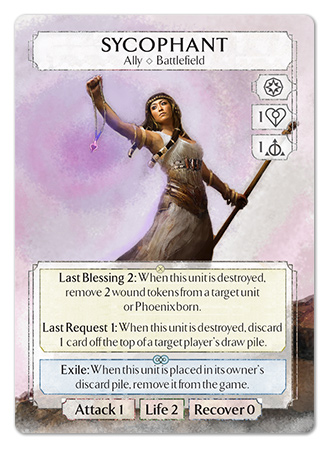 SYCOPHANT
Ally ◇ Battlefield
1
1
Last Blessing 2: When this unit is destroyed,
remove 2 wound tokens from a target unit
or Phoenixborn.
Last Request 1: When this unit is destroyed, discard
1 card off the top of a target player's draw pile.
Exile: When this unit is placed in its owner's
discard pile, remove it from the game.
Attack 1 Life 2 Recover 0